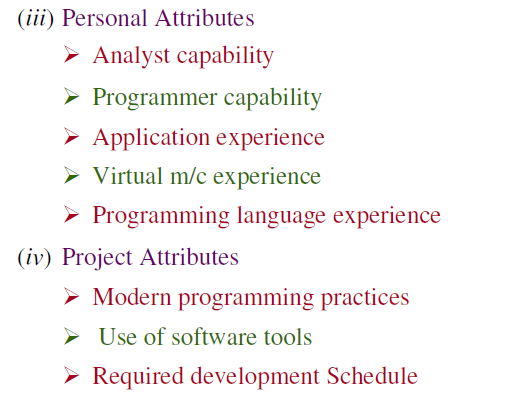 (iii) Personal Attributes
➢ Analyst capability
➢ Programmer capability
➢ Application experience
➢ Virtual m/c experience
➢ Programming language experience
(iv) Project Attributes
➢ Modern programming practices
➢ Use of software tools
➢ Required development Schedule